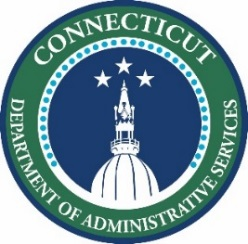 CONNECTICUT
DEPARTMENT OF ADMINISTRATIVE SERVICES